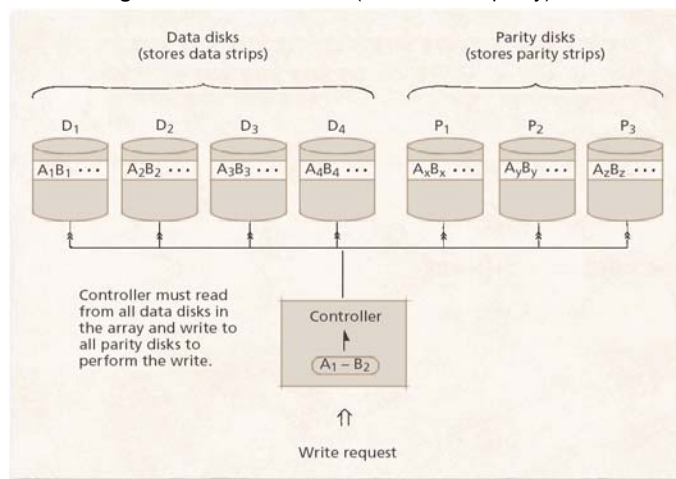 Data disks
(stores data strips)
Parity disks
(stores parity strips)
D1 D2 D3 D4 P1 P2 P3
A1B1 ··· A2B2 ··· A3B3 ··· A4B4 ··· AxBx ··· AyBy ··· AzBz ···
Controller must read
from all data disks in
the array and write to
all parity disks to
perform the write.
Controller
A1 – B2
Write request